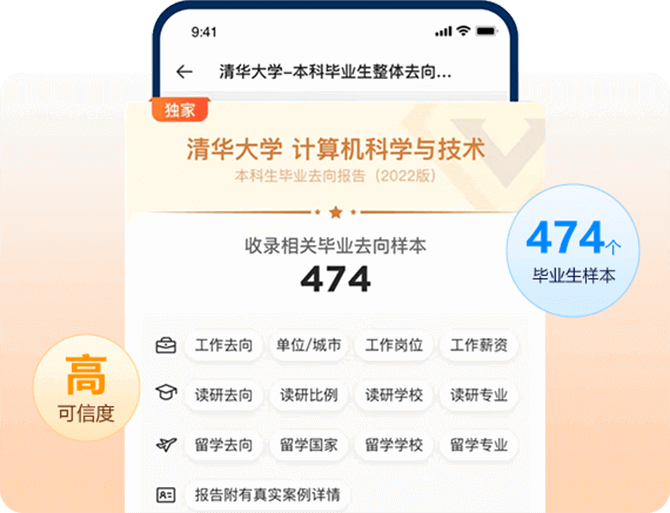 9:41
清华大学-本科毕业生整体去向...
独家
清华大学 计算机科学与技术
本科生毕业去向报告（2022版）
收录相关毕业去向样本
474
474个
毕业生样本
高
可信度
工作去向 单位/城市 工作岗位 工作薪资
读研去向 读研比例 读研学校 读研专业
留学去向 留学国家 留学学校 留学专业
报告附有真实案例详情